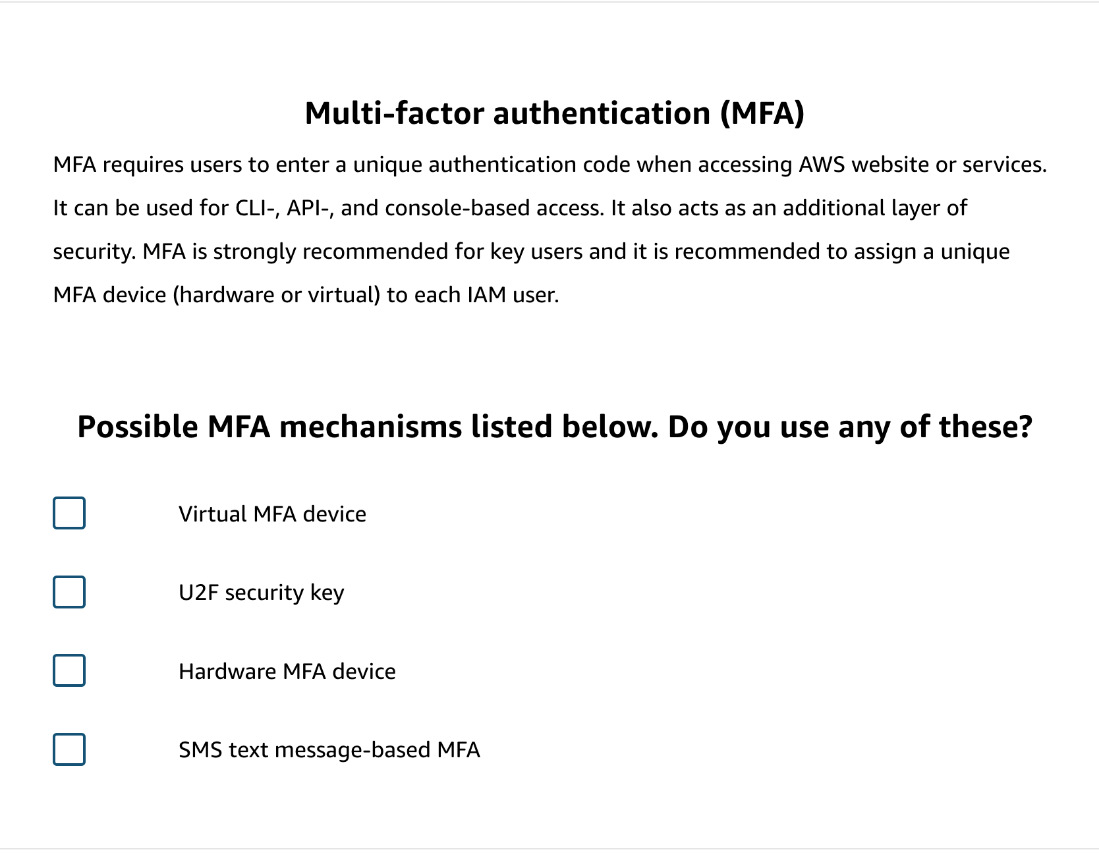 Multi-factor authentication (MFA)
MFA requires users to enter a unique authentication code when accessing AWS website or services.
It can be used for CLI-, API-, and console-based access. It also acts as an additional layer of
security. MFA is strongly recommended for key users and it is recommended to assign a unique
MFA device (hardware or virtual) to each IAM user.
Possible MFA mechanisms listed below. Do you use any of these?
Virtual MFA device
U2F security key
Hardware MFA device
SMS text message-based MFA